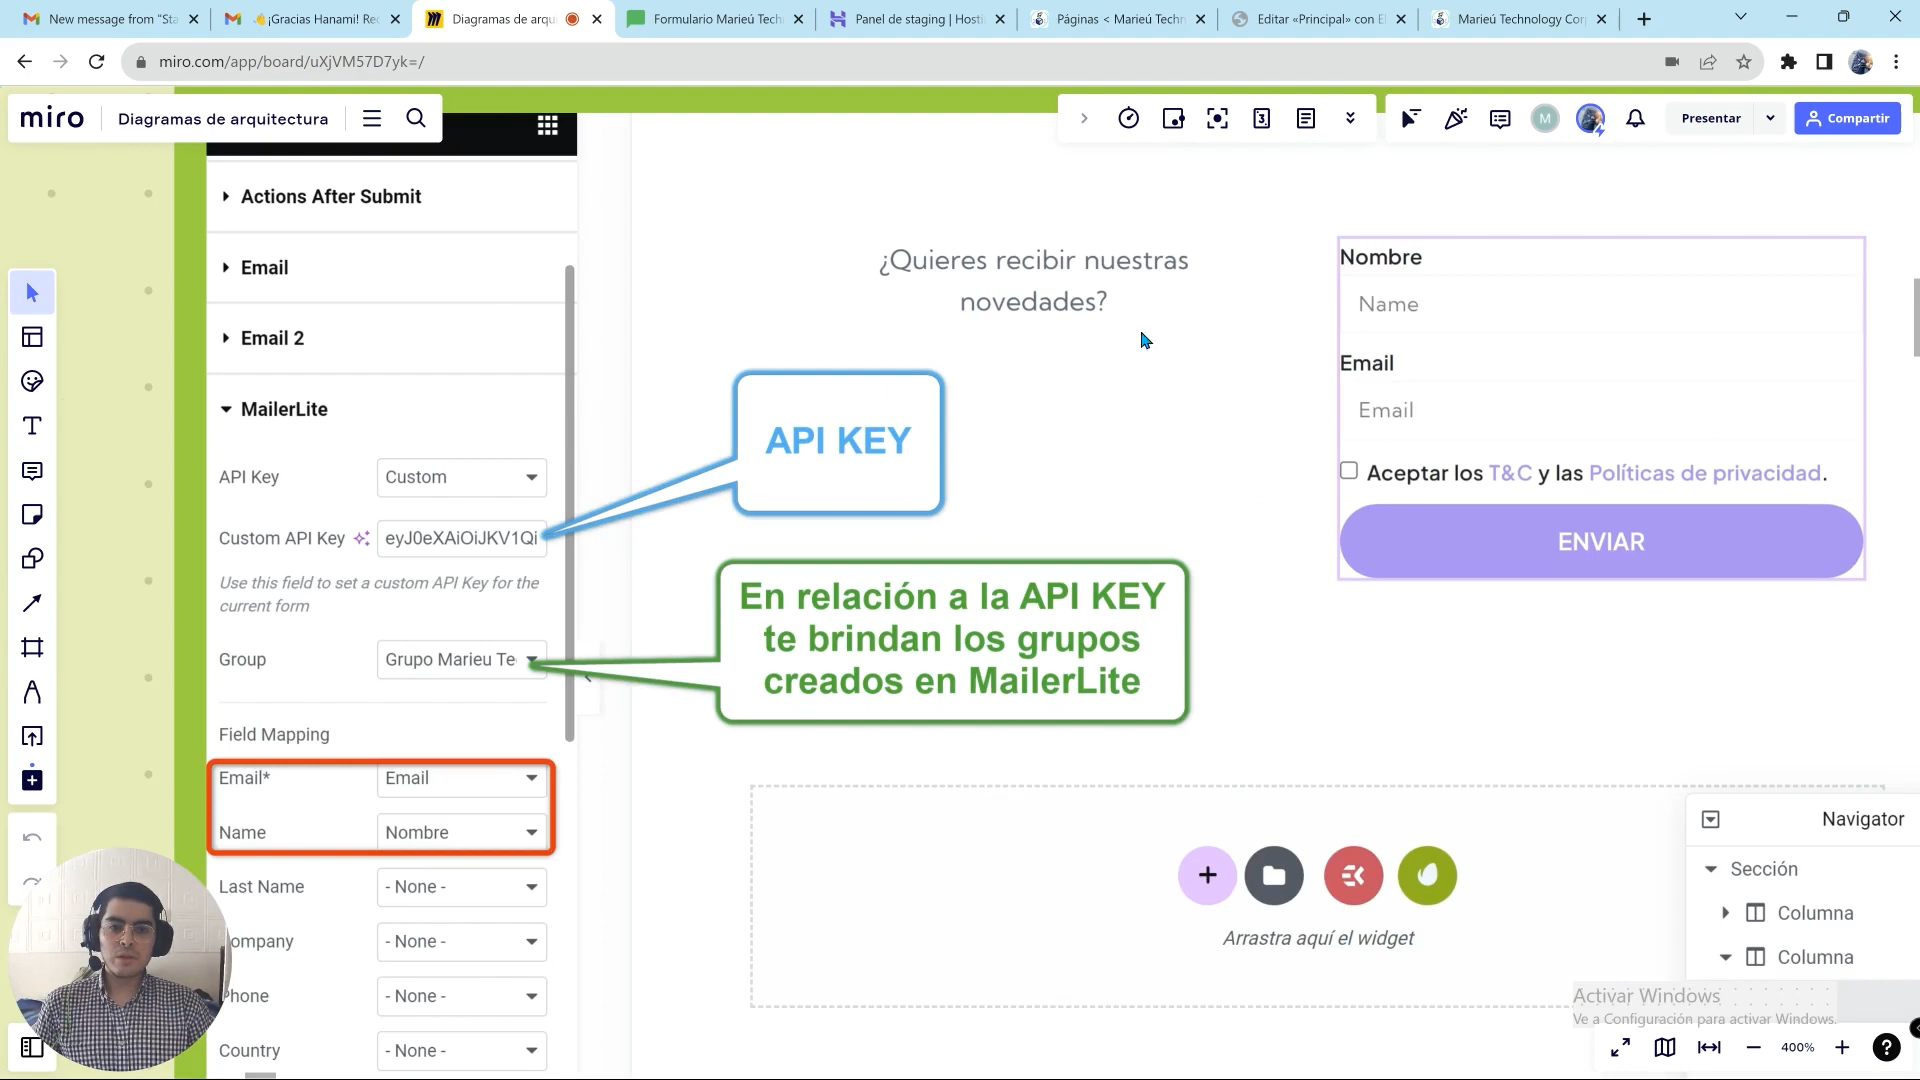 New message from "Sta
¡Gracias Hanami! Re
Diagramas de arqu
Formulario Marieú Tech
Panel de staging | Hosti
Páginas < Marieú Techn
Editar «Principal» con El
Marieú Technology Cor
miro.com/app/board/uXjVM57D7yk=/
miro
Diagramas de arquitectura
3
M
Presentar
Compartir
Actions After Submit
Email
Email 2
MailerLite
API Key
Custom
Custom API Key
eyJ0eXAiOiJKV1Qi
Use this field to set a custom API Key for the
current form
Group
Grupo Marieu Te
Field Mapping
Email*
Email
Name
Nombre
Last Name
- None -
ompany
- None -
Phone
- None -
Country
- None -
¿Quieres recibir nuestras
novedades?
API KEY
En relación a la API KEY
te brindan los grupos
creados en MailerLite
Nombre
Name
Email
Email
Aceptar los T&C y las Políticas de privacidad.
ENVIAR
Arrastra aquí el widget
Navigator
Sección
Columna
Columna
Activar Windows
Ve a Configuración para activar Windows.
400%